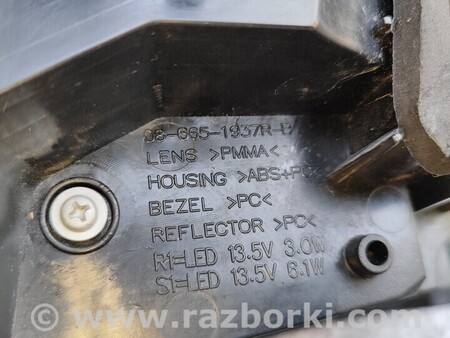 08-665-1937R-B
LENS >PMMA<
HOUSING >ABS+PC<
BEZEL >PC<
REFLECTOR >PC<
R1=LED 13.5V 3.0W
S1=LED 13.5V 6.1W
© www.razborki.com